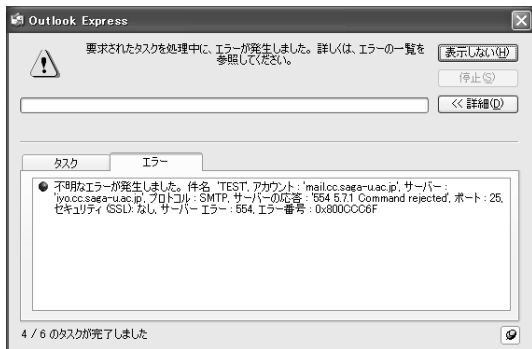 Outlook Express
要求されたタスクを処理中に、エラーが発生しました。詳しくは、エラーの一覧を
参照してください。
表示しない(H)
停止(S)
<< 詳細(D)
タスク
エラー
不明なエラーが発生しました。 件名 'TEST', アカウント : 'mail.cc.saga-u.ac.jp', サーバー :
'iyo.cc.saga-u.ac.jp', プロトコル : SMTP, サーバーの応答 : '554 5.7.1 Command rejected', ポート : 25,
セキュリティ (SSL): なし, サーバー エラー : 554, エラー番号 : 0x800CCC6F
4 / 6 のタスクが完了しました